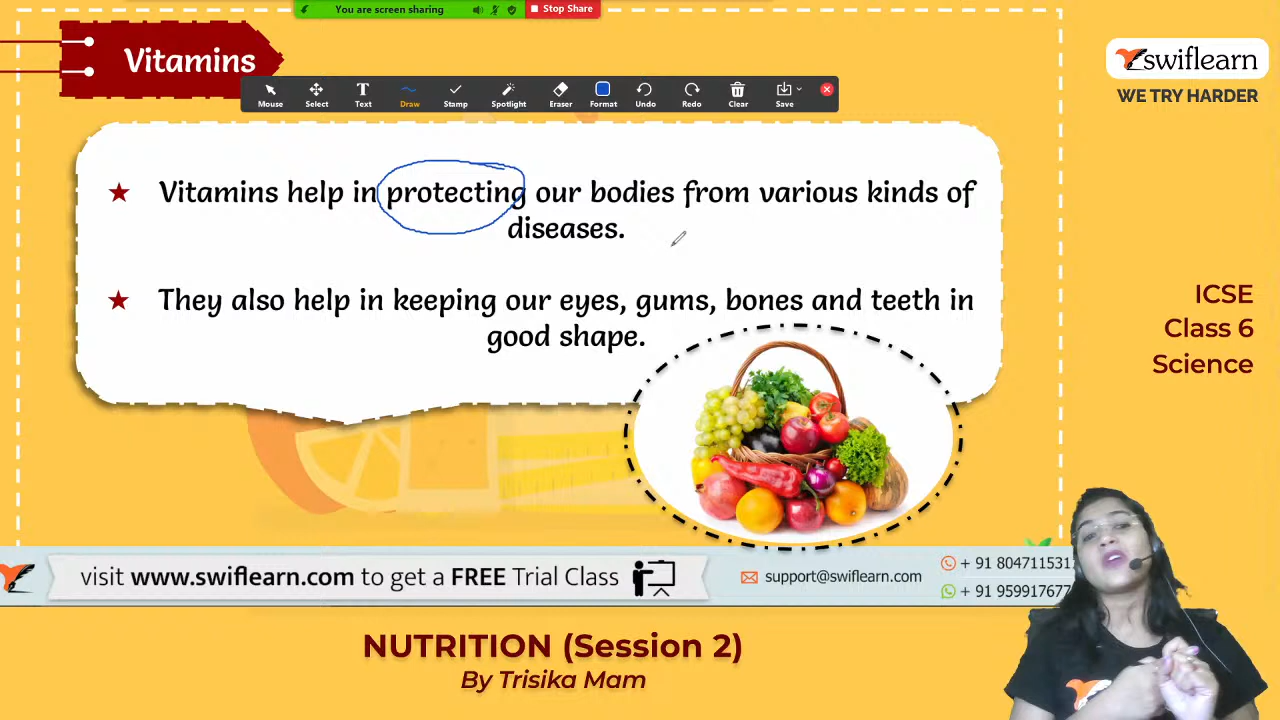 You are screen sharing
Stop Share
Vitamins
Mouse Select Text Draw Stamp Spotlight Eraser Format Undo Redo Clear Save
swiflearn
WE TRY HARDER
Vitamins help in protecting our bodies from various kinds of
diseases.
They also help in keeping our eyes, gums, bones and teeth in
good shape.
ICSE
Class 6
Science
visit www.swiflearn.com to get a FREE Trial Class
support@swiflearn.com
+ 91 804711531
+ 91 95991767
NUTRITION (Session 2)
By Trisika Mam